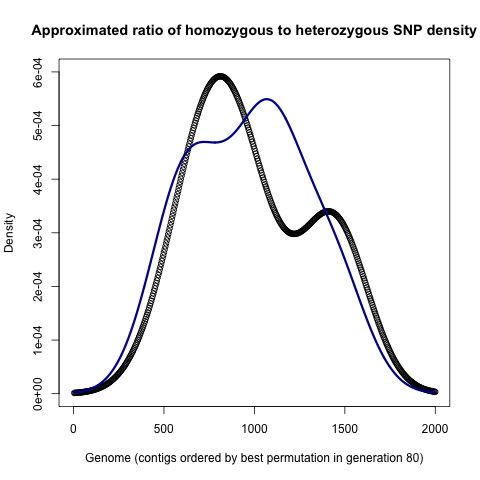 Approximated ratio of homozygous to heterozygous SNP density
6e-04
5e-04
4e-04
3e-04
2e-04
1e-04
0e+00
Density
0 500 1000 1500 2000
Genome (contigs ordered by best permutation in generation 80)